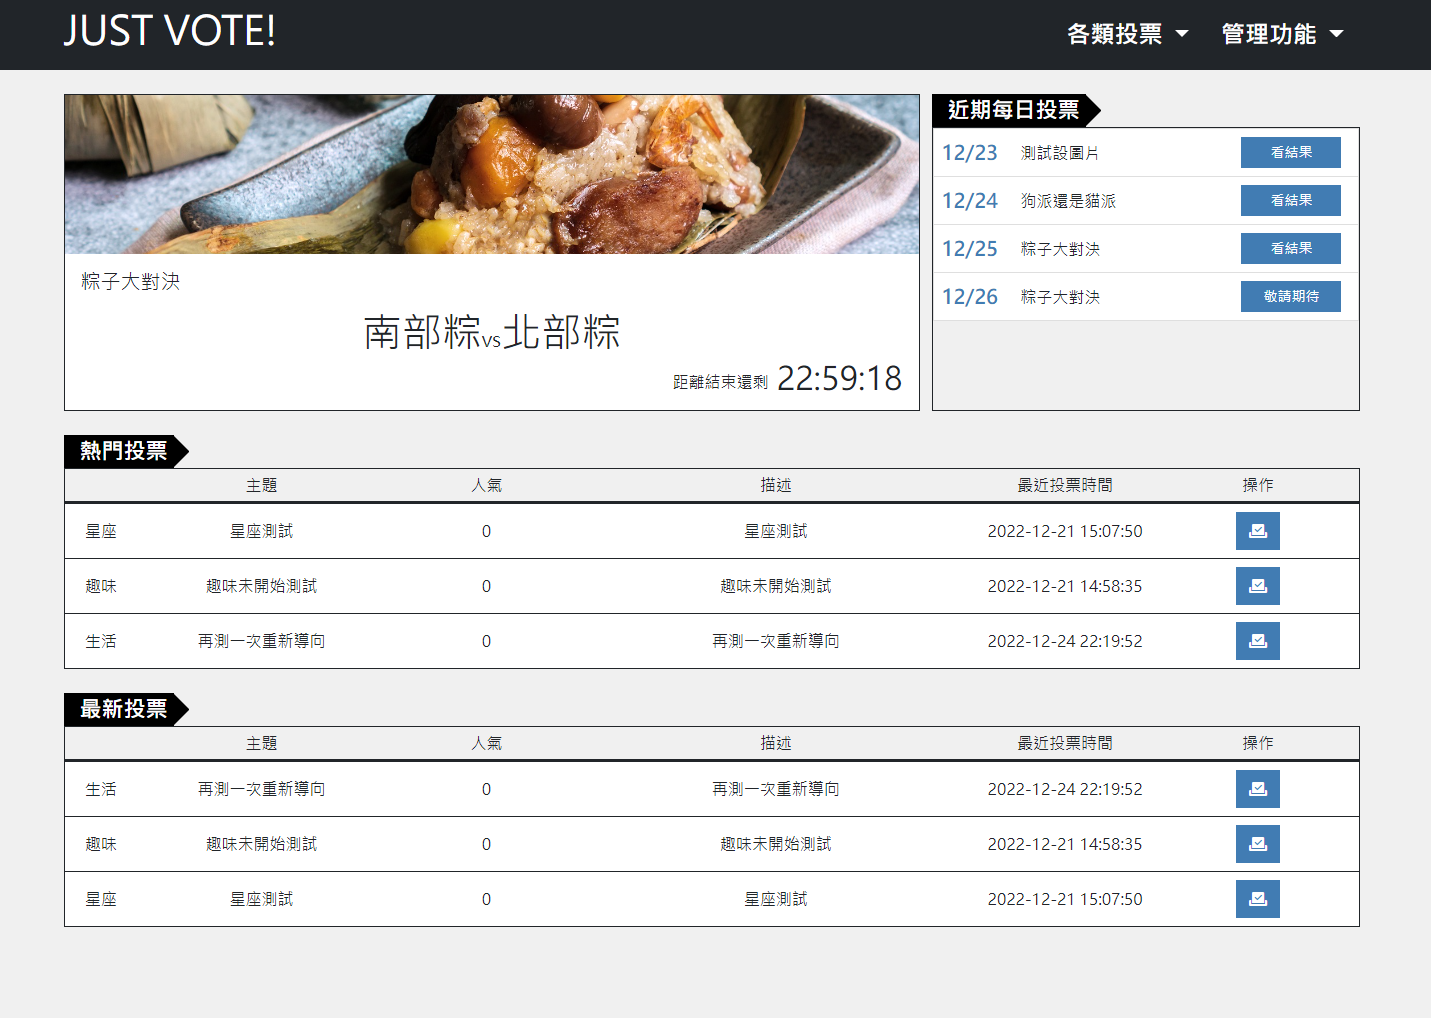 JUST VOTE!
各類投票
管理功能
粽子大對決
南部粽vs北部粽
距離結束還剩 22:59:18
近期每日投票
12/23 測試設圖片 看結果
12/24 狗派還是貓派 看結果
12/25 粽子大對決 看結果
12/26 粽子大對決 敬請期待
熱門投票
主題 人氣 描述 最近投票時間 操作
星座 星座測試 0 星座測試 2022-12-21 15:07:50
趣味 趣味未開始測試 0 趣味未開始測試 2022-12-21 14:58:35
生活 再測一次重新導向 0 再測一次重新導向 2022-12-24 22:19:52
最新投票
主題 人氣 描述 最近投票時間 操作
生活 再測一次重新導向 0 再測一次重新導向 2022-12-24 22:19:52
趣味 趣味未開始測試 0 趣味未開始測試 2022-12-21 14:58:35
星座 星座測試 0 星座測試 2022-12-21 15:07:50